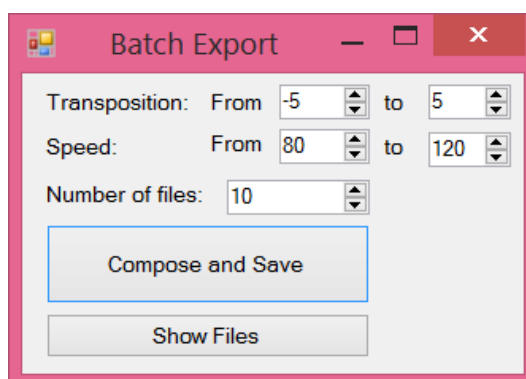 Batch Export
Transposition: From -5 to 5
Speed: From 80 to 120
Number of files: 10
Compose and Save
Show Files